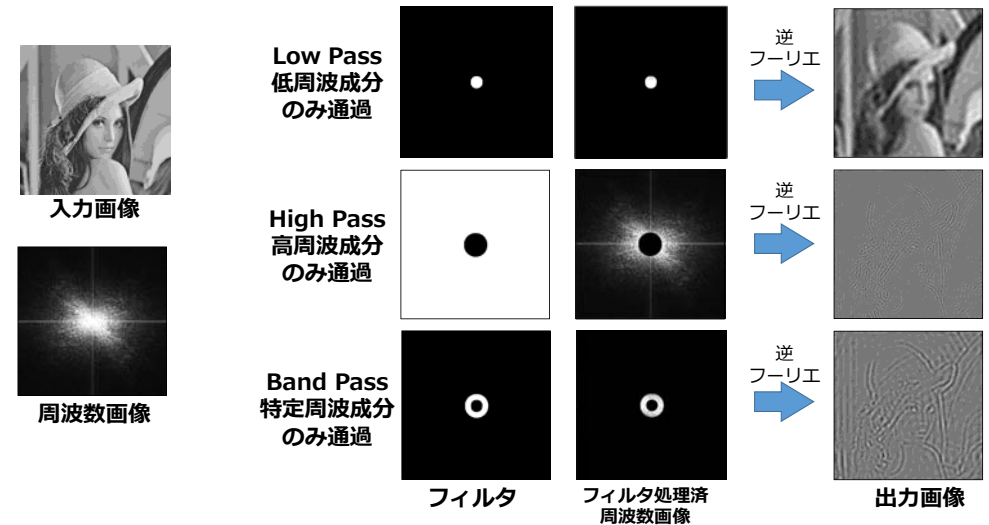 入力画像
周波数画像
Low Pass
低周波成分
のみ通過
逆
フーリエ
High Pass
高周波成分
のみ通過
逆
フーリエ
Band Pass
特定周波成分
のみ通過
逆
フーリエ
フィルタ
フィルタ処理済
周波数画像
出力画像